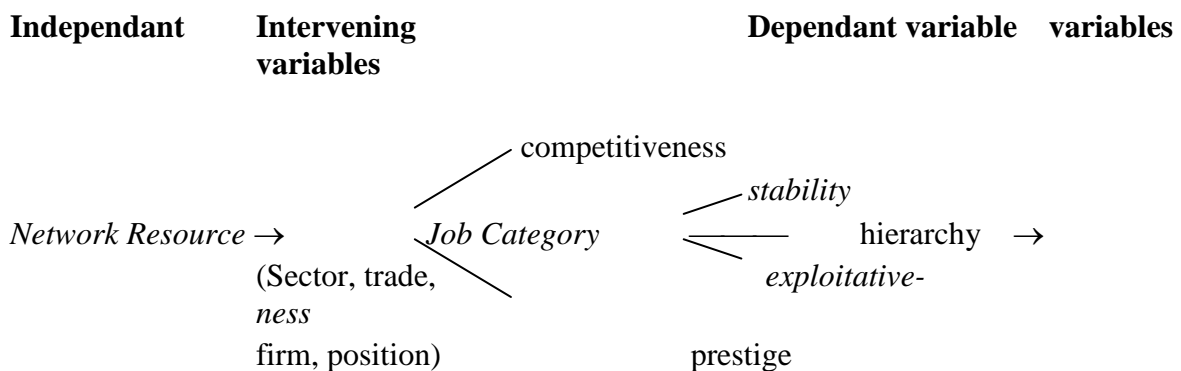 Independant Intervening Dependant variable variables
variables
competitiveness
stability
Network Resource → Job Category hierarchy →
(Sector, trade, exploitative-
ness
firm, position) prestige